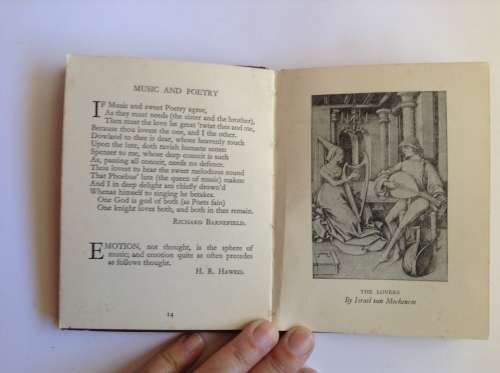 MUSIC AND POETRY
IF Music and sweet Poetry agree,
As they must needs (the sister and the brother),
Then must the love be great 'twixt thee and me,
Because thou lovest the one, and I the other.
Dowland to thee is dear, whose heavenly touch
Upon the lute, doth ravish human sense:
Spenser to me, whose deep conceit is such
As, passing all conceit, needs no defence.
Thou lovest to hear the sweet melodious sound
That Phoebus' lute (the queen of music) makes
And I in deep delight am chiefly drown'd
Whenas himself to singing he betakes.
One God is god of both (as Poets fain)
One knight loves both, and both in thee remain.
RICHARD BARNEFIELD.
EMOTION, not thought, is the sphere of
music; and emotion quite as often precedes
as follows thought.
H. R. HAWEIS.
24
THE LOVERS
By Israel van Meckenem